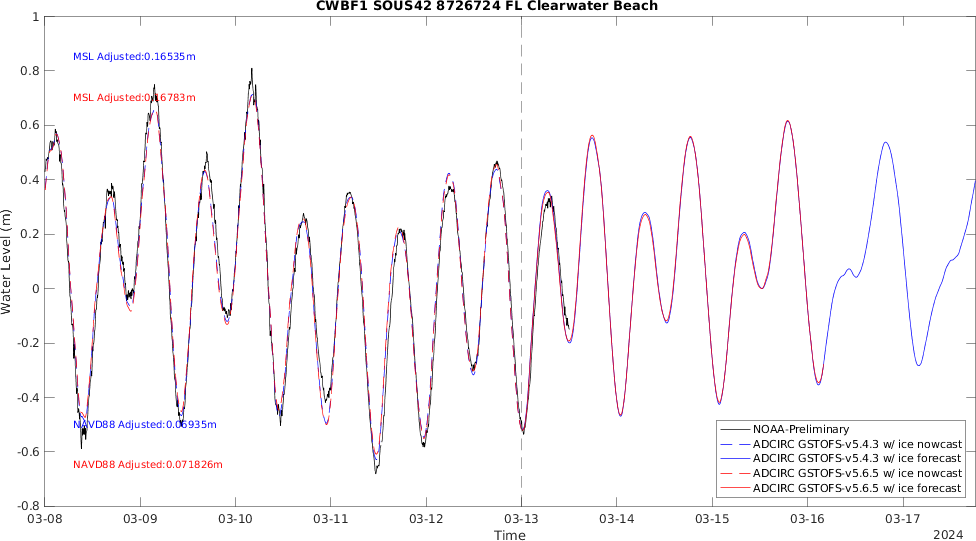 CWBF1 SOUS42 8726724 FL Clearwater Beach
1
0.8
0.6
0.4
0.2
0
-0.2
-0.4
-0.6
-0.8
Water Level (m)
MSL Adjusted:0.16535m
MSL Adjusted:0.16783m
NAVD88 Adjusted:0.06935m
NAVD88 Adjusted:0.071826m
NOAA-Preliminary
ADCIRC GSTOFS-v5.4.3 w/ ice nowcast
ADCIRC GSTOFS-v5.4.3 w/ ice forecast
ADCIRC GSTOFS-v5.6.5 w/ ice nowcast
ADCIRC GSTOFS-v5.6.5 w/ ice forecast
03-08 03-09 03-10 03-11 03-12 03-13 03-14 03-15 03-16 03-17
Time
2024